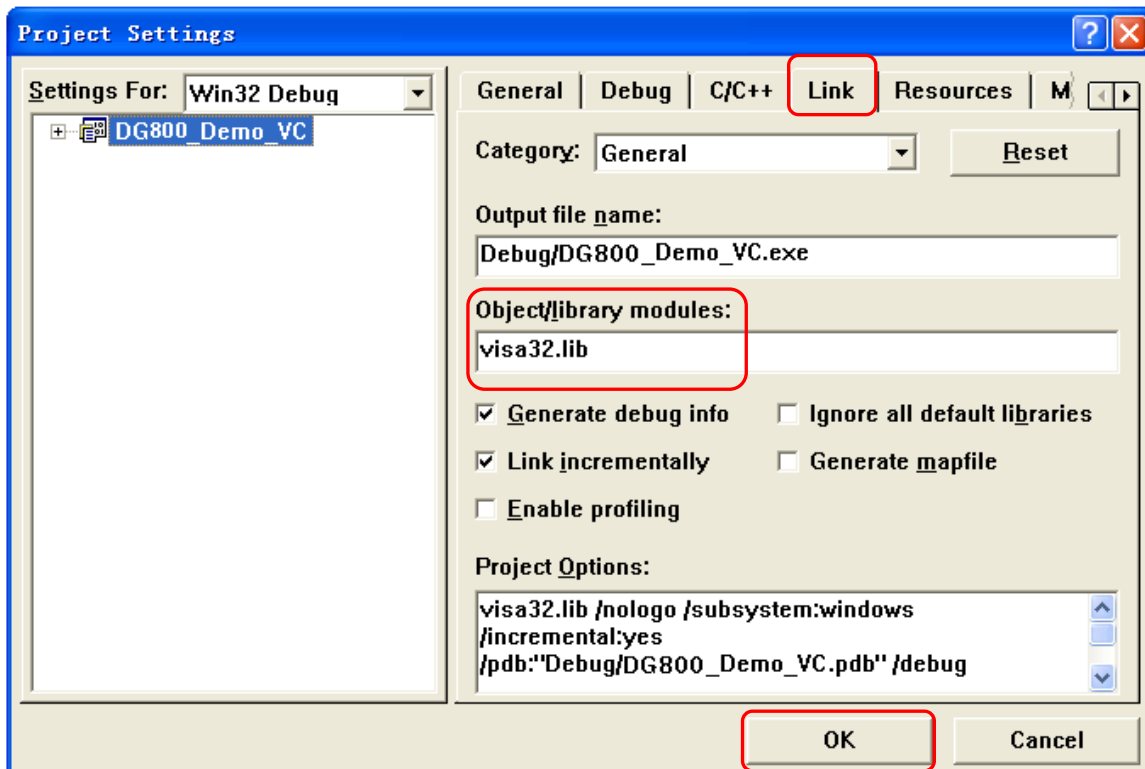 Project Settings
Settings For: Win32 Debug
DG800_Demo_VC
General Debug C/C++ Link Resources M
Category: General Reset
Output file name:
Debug/DG800_Demo_VC.exe
Object/library modules:
visa32.lib
Generate debug info Ignore all default libraries
Link incrementally Generate mapfile
Enable profiling
Project Options:
visa32.lib /nologo /subsystem:windows
/incremental:yes
/pdb:"Debug/DG800_Demo_VC.pdb" /debug
OK Cancel